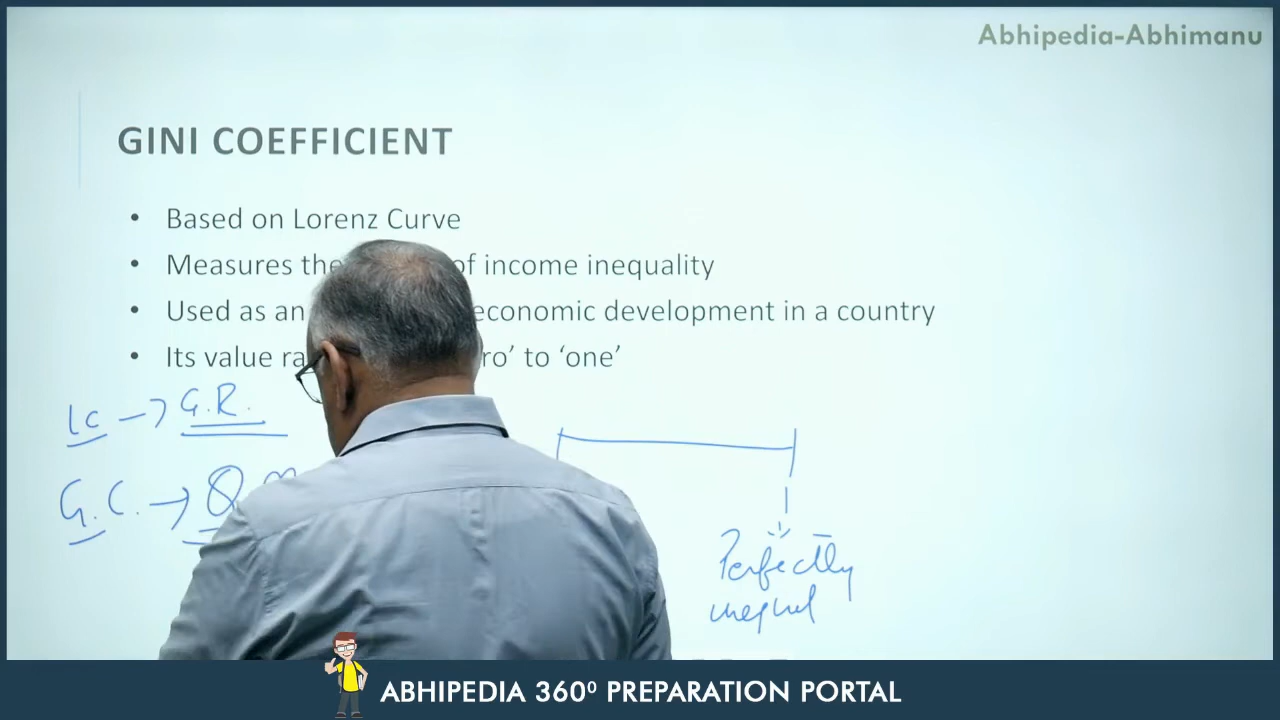 Abhipedia-Abhimanu
GINI COEFFICIENT
• Based on Lorenz Curve
• Measures the of income inequality
• Used as an economic development in a country
• Its value ra ro’ to ‘one’
LC → G.R.
G.C. → Q
Perfectly
unequal
ABHIPEDIA 360⁰ PREPARATION PORTAL